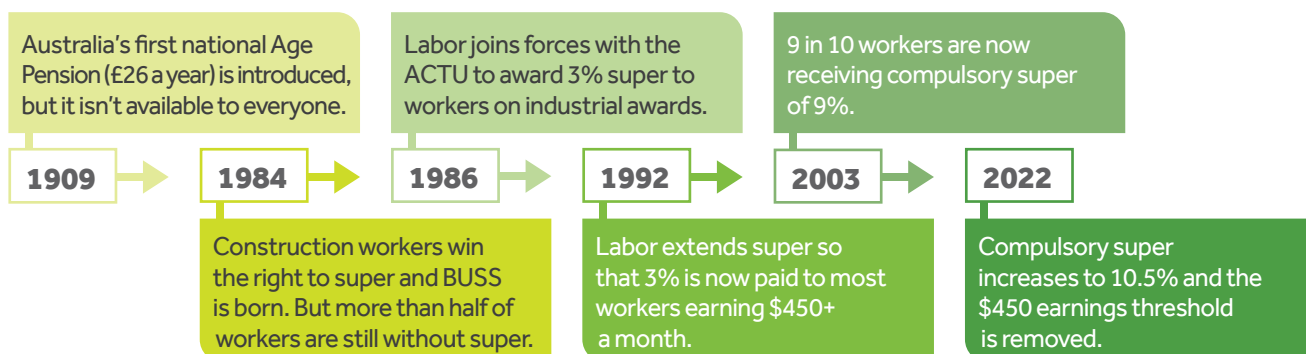 Australia's first national Age
Pension (£26 a year) is introduced,
but it isn't available to everyone.
1909
1984
Construction workers win
the right to super and BUSS
is born. But more than half of
workers are still without super.
Labor joins forces with the
ACTU to award 3% super to
workers on industrial awards.
1986
1992
Labor extends super so
that 3% is now paid to most
workers earning $450+
a month.
9 in 10 workers are now
receiving compulsory super
of 9%.
2003
2022
Compulsory super
increases to 10.5% and the
$450 earnings threshold
is removed.